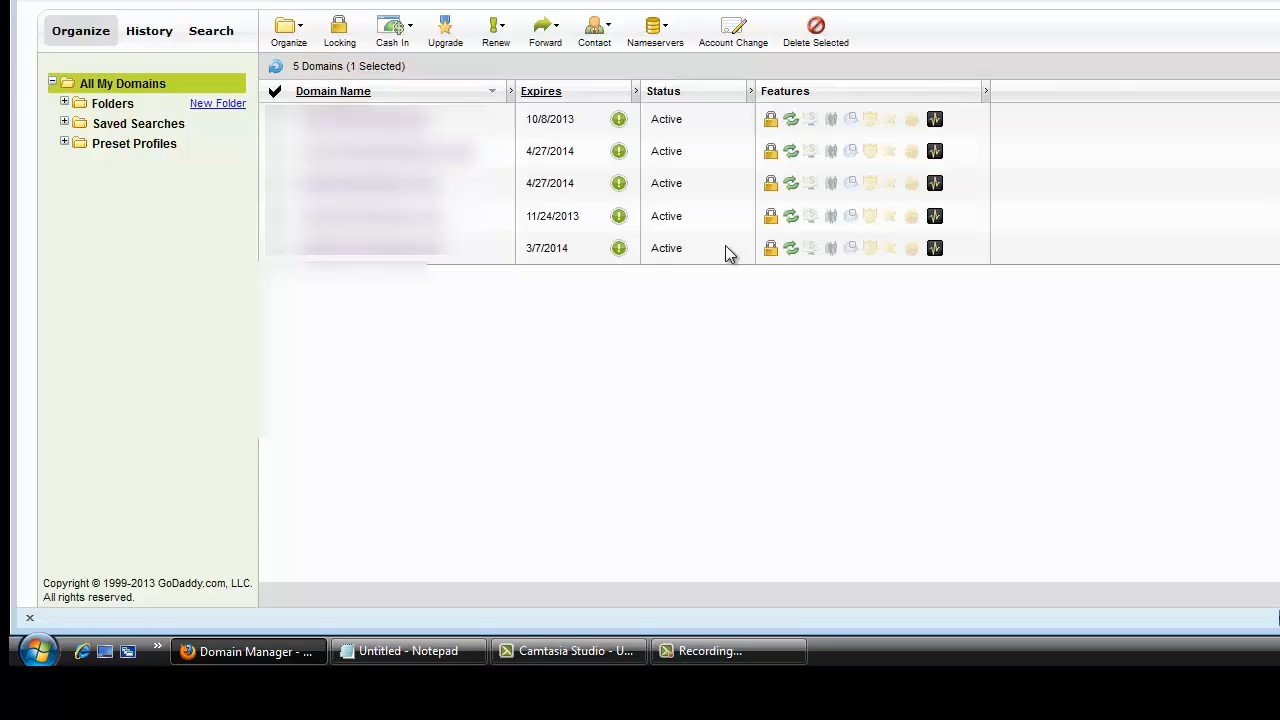 Organize History Search
Organize Locking Cash In Upgrade Renew Forward Contact Nameservers Account Change Delete Selected
5 Domains (1 Selected)
All My Domains
Folders New Folder
Saved Searches
Preset Profiles
Domain Name Expires Status Features
10/8/2013 Active
4/27/2014 Active
4/27/2014 Active
11/24/2013 Active
3/7/2014 Active
Copyright © 1999-2013 GoDaddy.com, LLC.
All rights reserved.
Domain Manager - ... Untitled - Notepad Camtasia Studio - U... Recording...